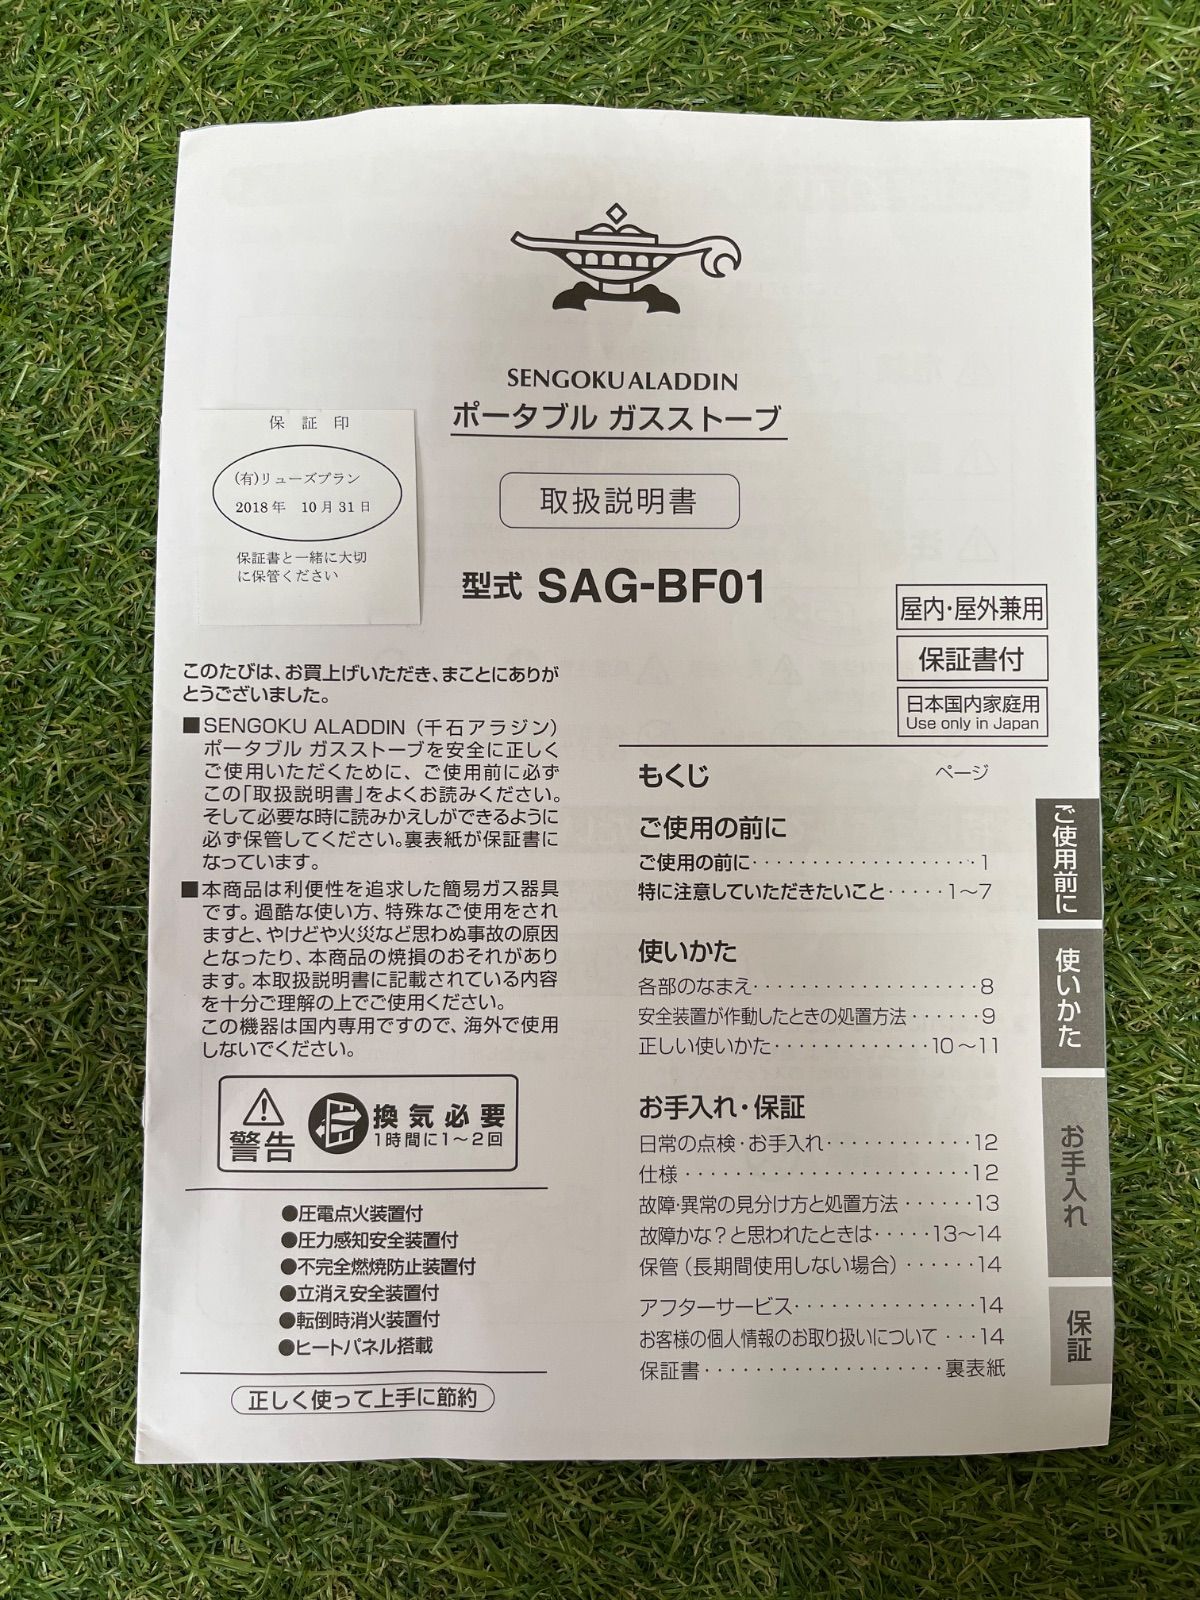 SENGOKU ALADDIN
ポータブル ガスストーブ
取扱説明書
型式 SAG-BF01
保証印
(有)リューズプラン
2018年 10月31日
保証書と一緒に大切
に保管ください
屋内・屋外兼用
保証書付
日本国内家庭用
Use only in Japan
このたびは、お買上げいただき、まことにありが
とうございました。
■SENGOKU ALADDIN（千石アラジン）
ポータブル ガスストーブを安全に正しく
ご使用いただくために、ご使用前に必ず
この「取扱説明書」をよくお読みください。
そして必要な時に読みかえしができるように
必ず保管してください。裏表紙が保証書に
なっています。
■本商品は利便性を追求した簡易ガス器具
です。過酷な使い方、特殊なご使用をされ
ますと、やけどや火災など思わぬ事故の原因
となったり、本商品の焼損のおそれがあり
ます。本取扱説明書に記載されている内容
を十分ご理解の上でご使用ください。
この機器は国内専用ですので、海外で使用
しないでください。
警告
換気必要
1時間に1～2回
●圧電点火装置付
●圧力感知安全装置付
●不完全燃焼防止装置付
●立消え安全装置付
●転倒時消火装置付
●ヒートパネル搭載
正しく使って上手に節約
もくじ ページ
ご使用の前に
ご使用の前に・・・・・・・・・・・・・・・・・・・1
特に注意していただきたいこと・・・・・1～7
使いかた
各部のなまえ・・・・・・・・・・・・・・・・・・・8
安全装置が作動したときの処置方法・・・・・・9
正しい使いかた・・・・・・・・・・・・・10～11
お手入れ・保証
日常の点検・お手入れ・・・・・・・・・・・・12
仕様・・・・・・・・・・・・・・・・・・・・・・・・12
故障・異常の見分け方と処置方法・・・・・・13
故障かな？と思われたときは・・・・・13～14
保管（長期間使用しない場合）・・・・・・14
アフターサービス・・・・・・・・・・・・・・・14
お客様の個人情報のお取り扱いについて・・・14
保証書・・・・・・・・・・・・・・・・・・・・裏表紙
ご使用前に
使いかた
お手入れ
保証